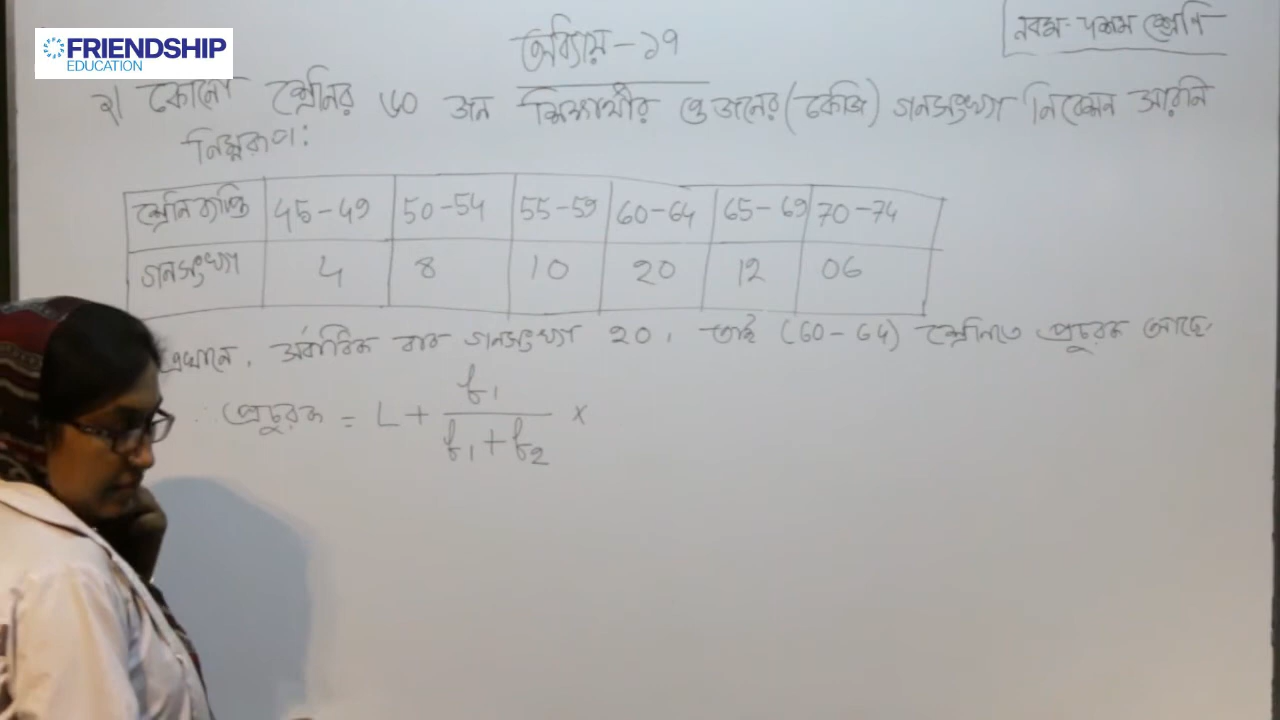 FRIENDSHIP
EDUCATION
অধ্যায় - ১৭
নবম-দশম শ্রেণি
২। কোনো শ্রেনির ৬০ জন শিক্ষার্থীর ওজনের (কেজি) গনসংখ্যা নিবেশন সারনি
নিম্নরূপ:
শ্রেনিব্যাপ্তি 45-49 50-54 55-59 60-64 65-69 70-74
গনসংখ্যা 4 8 10 20 12 06
এখানে, সর্বাধিক বার গনসংখ্যা 20, তাই (60-64) শ্রেনিতে প্রচুরক আছে
প্রচুরক = L + f₁ / f₁ + f₂ ×